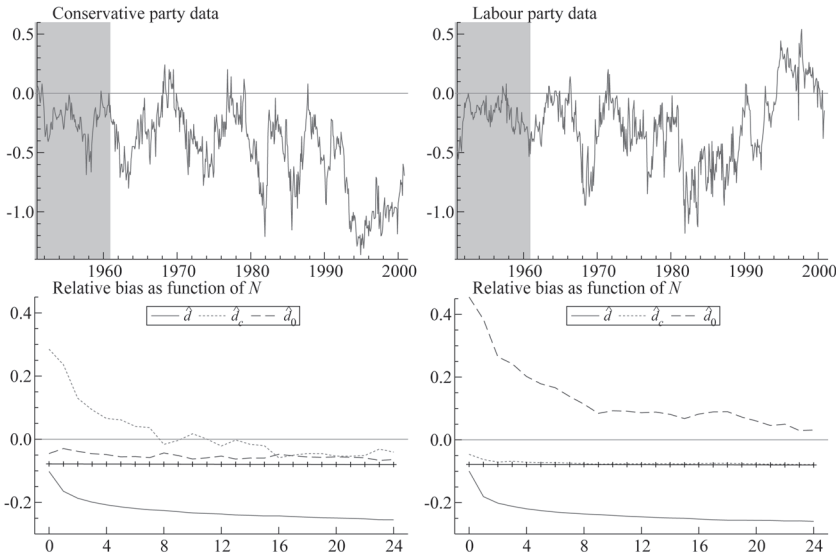 Conservative party data
Labour party data
0.5
0.0
-0.5
-1.0
1960 1970 1980 1990 2000
0.5
0.0
-0.5
-1.0
1960 1970 1980 1990 2000
Relative bias as function of N
Relative bias as function of N
d̂ d̂c d̂0
d̂ d̂c d̂0
0.4
0.2
0.0
-0.2
0 4 8 12 16 20 24
0.4
0.2
0.0
-0.2
0 4 8 12 16 20 24